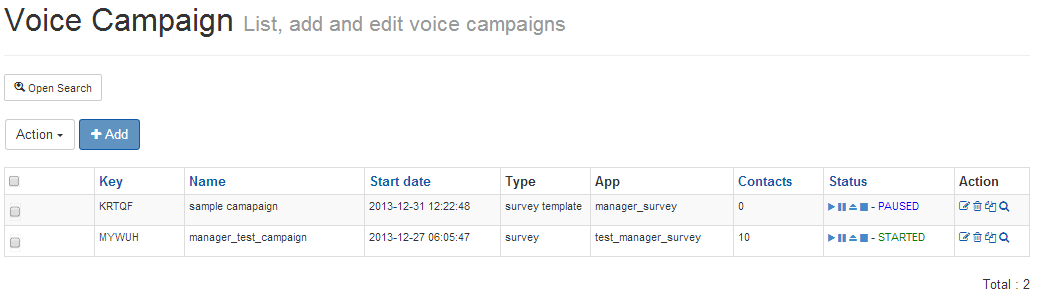 Voice Campaign List, add and edit voice campaigns
Open Search
Action Add
Key Name Start date Type App Contacts Status Action
KRTQF sample camapaign 2013-12-31 12:22:48 survey template manager_survey 0 - PAUSED
MYWUH manager_test_campaign 2013-12-27 06:05:47 survey test_manager_survey 10 - STARTED
Total : 2